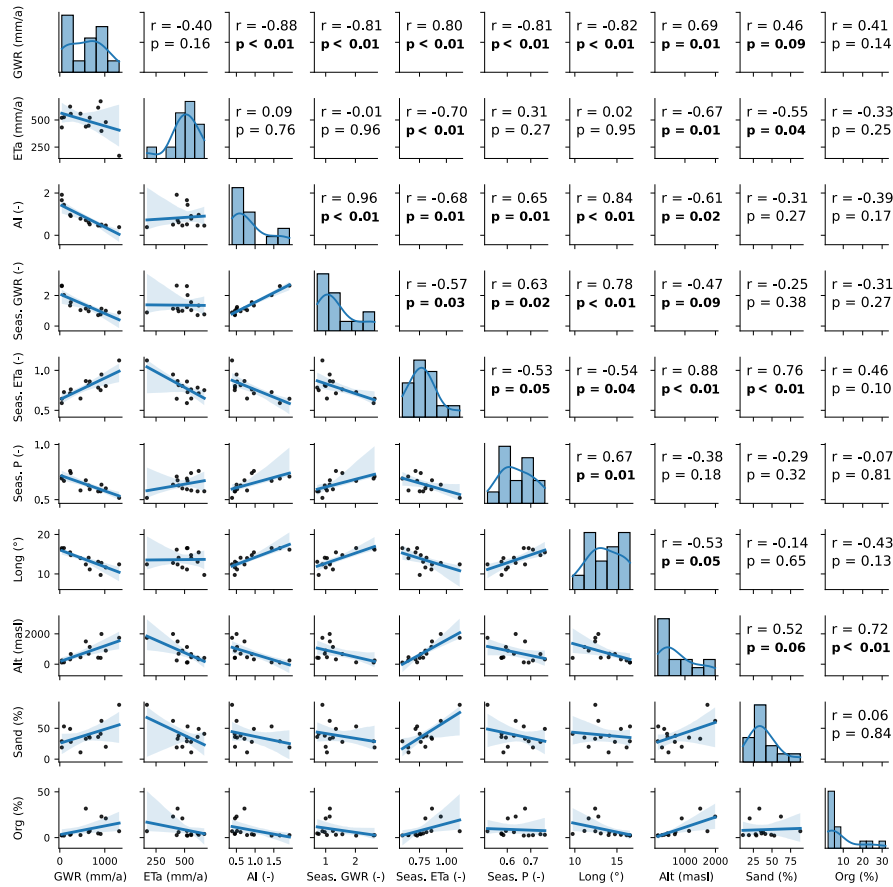 GWR (mm/a)
r = -0.40 r = -0.88 r = -0.81 r = 0.80 r = -0.81 r = -0.82 r = 0.69 r = 0.46 r = 0.41
p = 0.16 p < 0.01 p < 0.01 p < 0.01 p < 0.01 p < 0.01 p = 0.01 p = 0.09 p = 0.14
ETa (mm/a)
500
250
r = 0.09 r = -0.01 r = -0.70 r = 0.31 r = 0.02 r = -0.67 r = -0.55 r = -0.33
p = 0.76 p = 0.96 p < 0.01 p = 0.27 p = 0.95 p = 0.01 p = 0.04 p = 0.25
AI (-)
2
0
r = 0.96 r = -0.68 r = 0.65 r = 0.84 r = -0.61 r = -0.31 r = -0.39
p < 0.01 p = 0.01 p = 0.01 p < 0.01 p = 0.02 p = 0.27 p = 0.17
Seas. GWR (-)
2
0
r = -0.57 r = 0.63 r = 0.78 r = -0.47 r = -0.25 r = -0.31
p = 0.03 p = 0.02 p < 0.01 p = 0.09 p = 0.38 p = 0.27
Seas. ETa (-)
1,0
0,5
r = -0.53 r = -0.54 r = 0.88 r = 0.76 r = 0.46
p = 0.05 p = 0.04 p < 0.01 p < 0.01 p = 0.10
Seas. P (-)
1,0
0,5
r = 0.67 r = -0.38 r = -0.29 r = -0.07
p = 0.01 p = 0.18 p = 0.32 p = 0.81
Long (°)
20
10
r = -0.53 r = -0.14 r = -0.43
p = 0.05 p = 0.65 p = 0.13
Alt (masl)
2000
0
r = 0.52 r = 0.72
p = 0.06 p < 0.01
Sand (%)
50
0
r = 0.06
p = 0.84
Org (%)
50
0
0 1000 250 500 0.5 1.0 1.5 1 2 0.75 1.00 0.6 0.7 10 15 1000 2000 25 50 75 10 20 30
GWR (mm/a) ETa (mm/a) AI (-) Seas. GWR (-) Seas. ETa (-) Seas. P (-) Long (°) Alt (masl) Sand (%) Org (%)